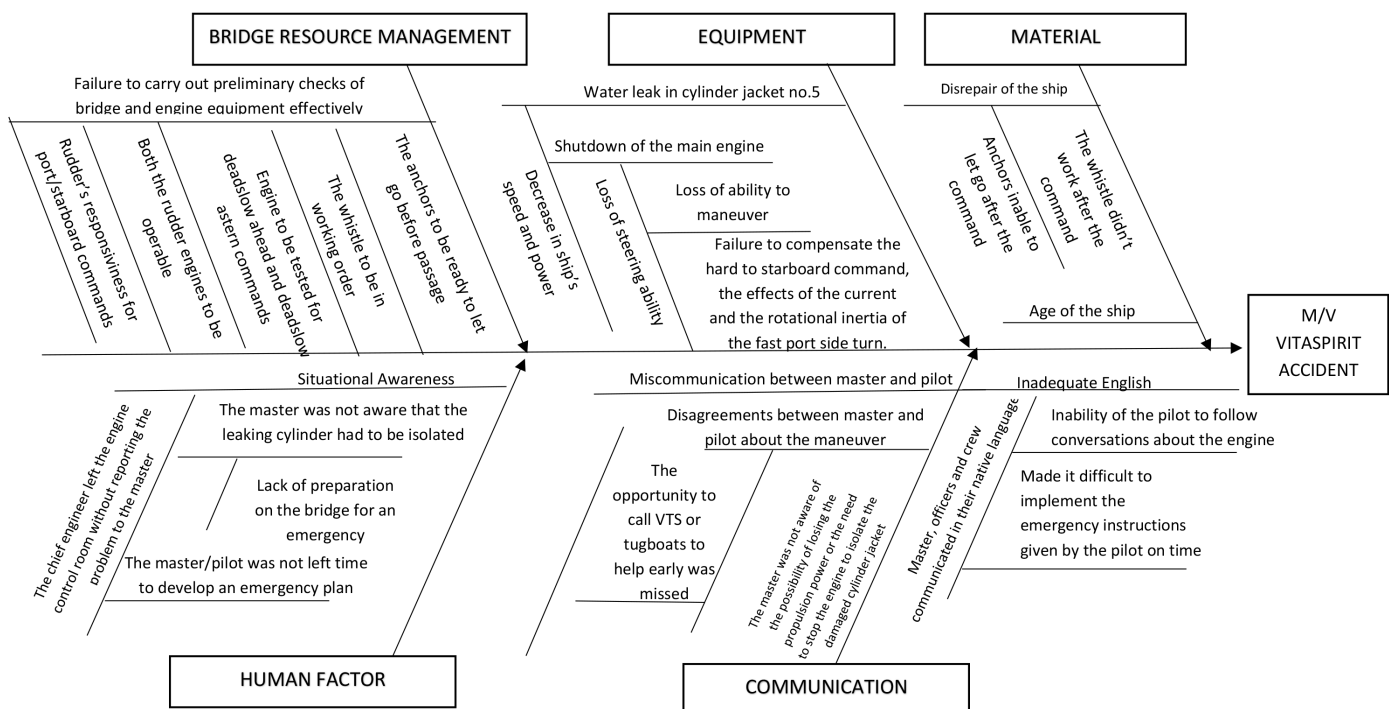 BRIDGE RESOURCE MANAGEMENT
EQUIPMENT
MATERIAL
Failure to carry out preliminary checks of
bridge and engine equipment effectively
Rudder's responsiviness for
port/starboard commands
Both the rudder engines to be
operable
Engine to be tested for
deadslow ahead and deadslow
astern commands
The whistle to be in
working order
The anchors to be ready to let
go before passage
Water leak in cylinder jacket no.5
Shutdown of the main engine
Decrease in ship's
speed and power
Loss of steering ability
Loss of ability to
maneuver
Failure to compensate the
hard to starboard command,
the effects of the current
and the rotational inertia of
the fast port side turn.
Disrepair of the ship
Anchors inable to
let go after the
command
The whistle didn't
work after the
command
Age of the ship
M/V
VITASPIRIT
ACCIDENT
Situational Awareness
The chief engineer left the engine
control room without reporting the
problem to the master
The master was not aware that the
leaking cylinder had to be isolated
Lack of preparation
on the bridge for an
emergency
The master/pilot was not left time
to develop an emergency plan
Miscommunication between master and pilot
Disagreements between master and
pilot about the maneuver
The
opportunity to
call VTS or
tugboats to
help early was
missed
The master was not aware of
the possibility of losing the
propulsion power or the need
to stop the engine to isolate the
damaged cylinder jacket
Inadequate English
Master, officers and crew
communicated in their native language
Inability of the pilot to follow
conversations about the engine
Made it difficult to
implement the
emergency instructions
given by the pilot on time
HUMAN FACTOR
COMMUNICATION